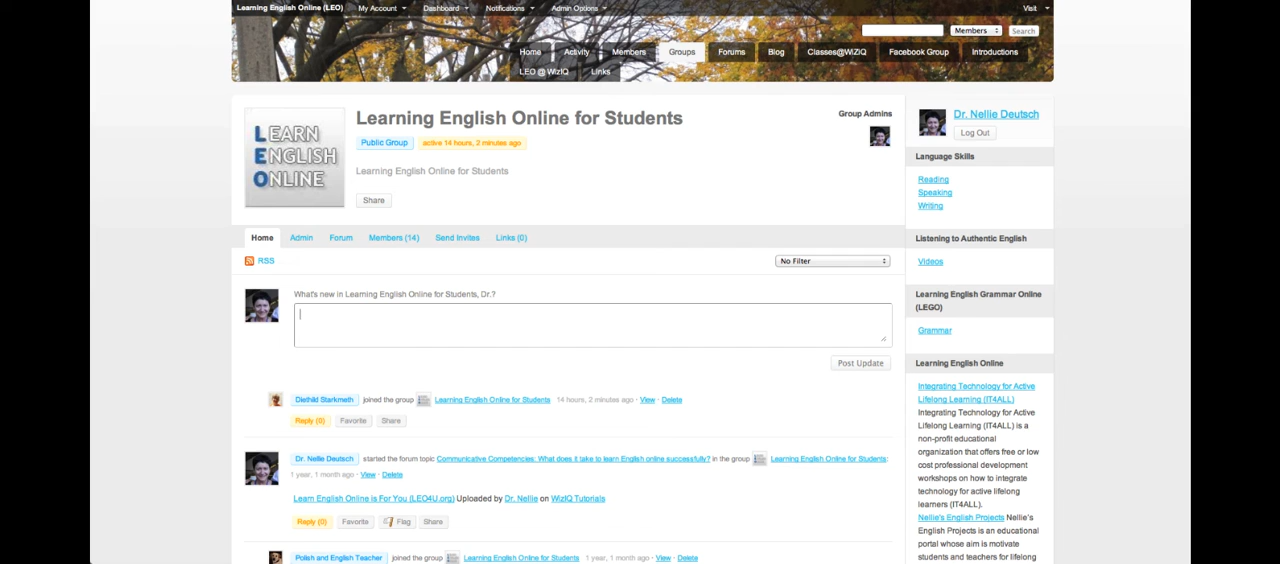 Learning English Online (LEO) My Account Dashboard Notifications Admin Options Visit
Members Search
Home Activity Members Groups Forums Blog Classes@WiZiQ Facebook Group Introductions
LEO @ WizIQ Links
LEARN
ENGLISH
ONLINE
Learning English Online for Students
Public Group active 14 hours, 2 minutes ago
Learning English Online for Students
Share
Group Admins
Home Admin Forum Members (14) Send Invites Links (0)
RSS
No Filter
What's new in Learning English Online for Students, Dr.?
Post Update
Diethild Starkmeth joined the group Learning English Online for Students 14 hours, 2 minutes ago · View · Delete
Reply (0) Favorite Share
Dr. Nellie Deutsch started the forum topic Communicative Competencies: What does it take to learn English online successfully? in the group Learning English Online for Students:
1 year, 1 month ago · View · Delete
Learn English Online is For You (LEO4U.org) Uploaded by Dr. Nellie on WizIQ Tutorials
Reply (0) Favorite Flag Share
Polish and English Teacher joined the group Learning English Online for Students 1 year, 1 month ago · View · Delete
Dr. Nellie Deutsch
Log Out
Language Skills
Reading
Speaking
Writing
Listening to Authentic English
Videos
Learning English Grammar Online
(LEGO)
Grammar
Learning English Online
Integrating Technology for Active
Lifelong Learning (IT4ALL)
Integrating Technology for Active
Lifelong Learning (IT4ALL) is a
non-profit educational
organization that offers free or low
cost professional development
workshops on how to integrate
technology for active lifelong
learners (IT4ALL).
Nellie's English Projects Nellie's
English Projects is an educational
portal whose aim is motivate
students and teachers for lifelong